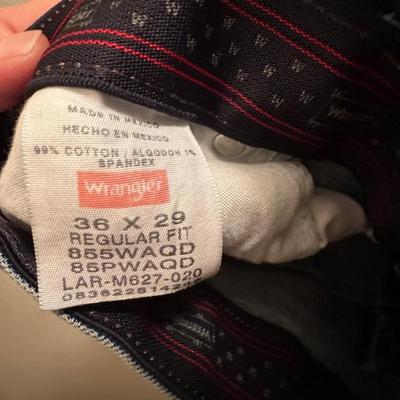 MADE IN MEXICO
HECHO EN MEXICO
99% COTTON / ALGODON 1%
SPANDEX
Wrangler
36 X 29
REGULAR FIT
855WAQD
85PWAQD
LAR-M627-020